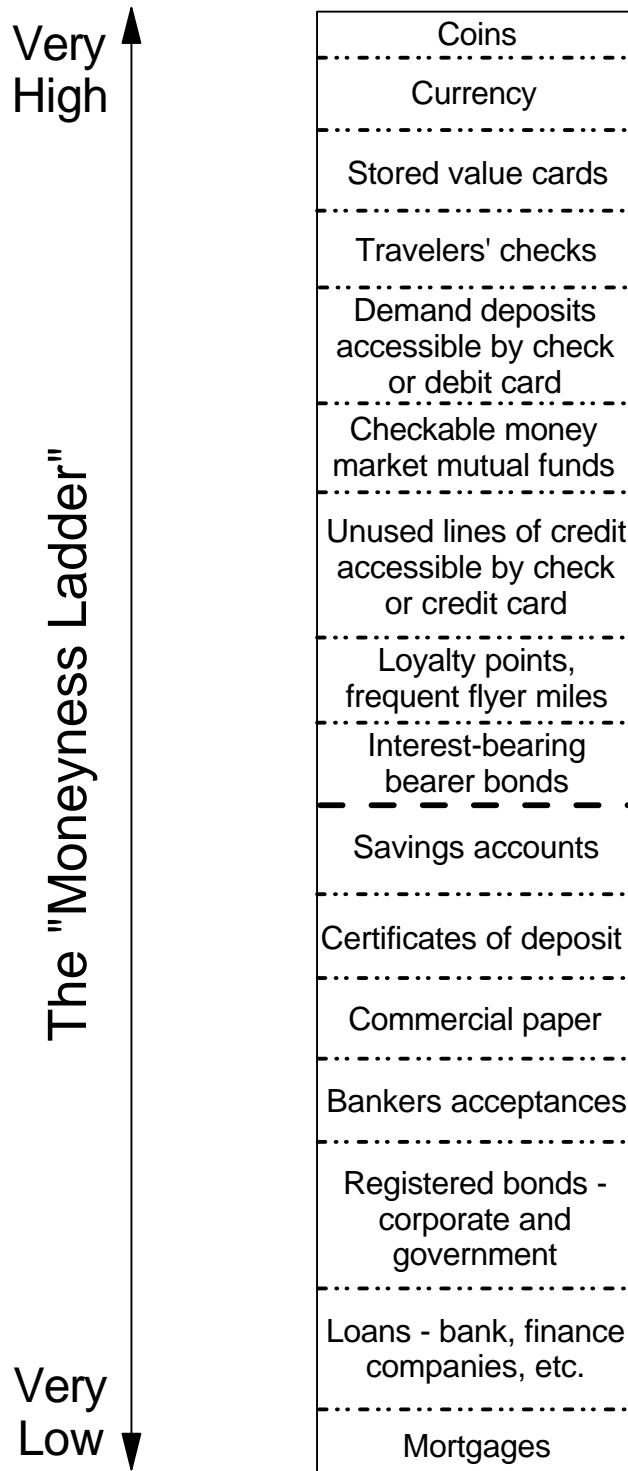 Very
High
The "Moneyness Ladder"
Very
Low
Coins
Currency
Stored value cards
Travelers' checks
Demand deposits
accessible by check
or debit card
Checkable money
market mutual funds
Unused lines of credit
accessible by check
or credit card
Loyalty points,
frequent flyer miles
Interest-bearing
bearer bonds
Savings accounts
Certificates of deposit
Commercial paper
Bankers acceptances
Registered bonds -
corporate and
government
Loans - bank, finance
companies, etc.
Mortgages